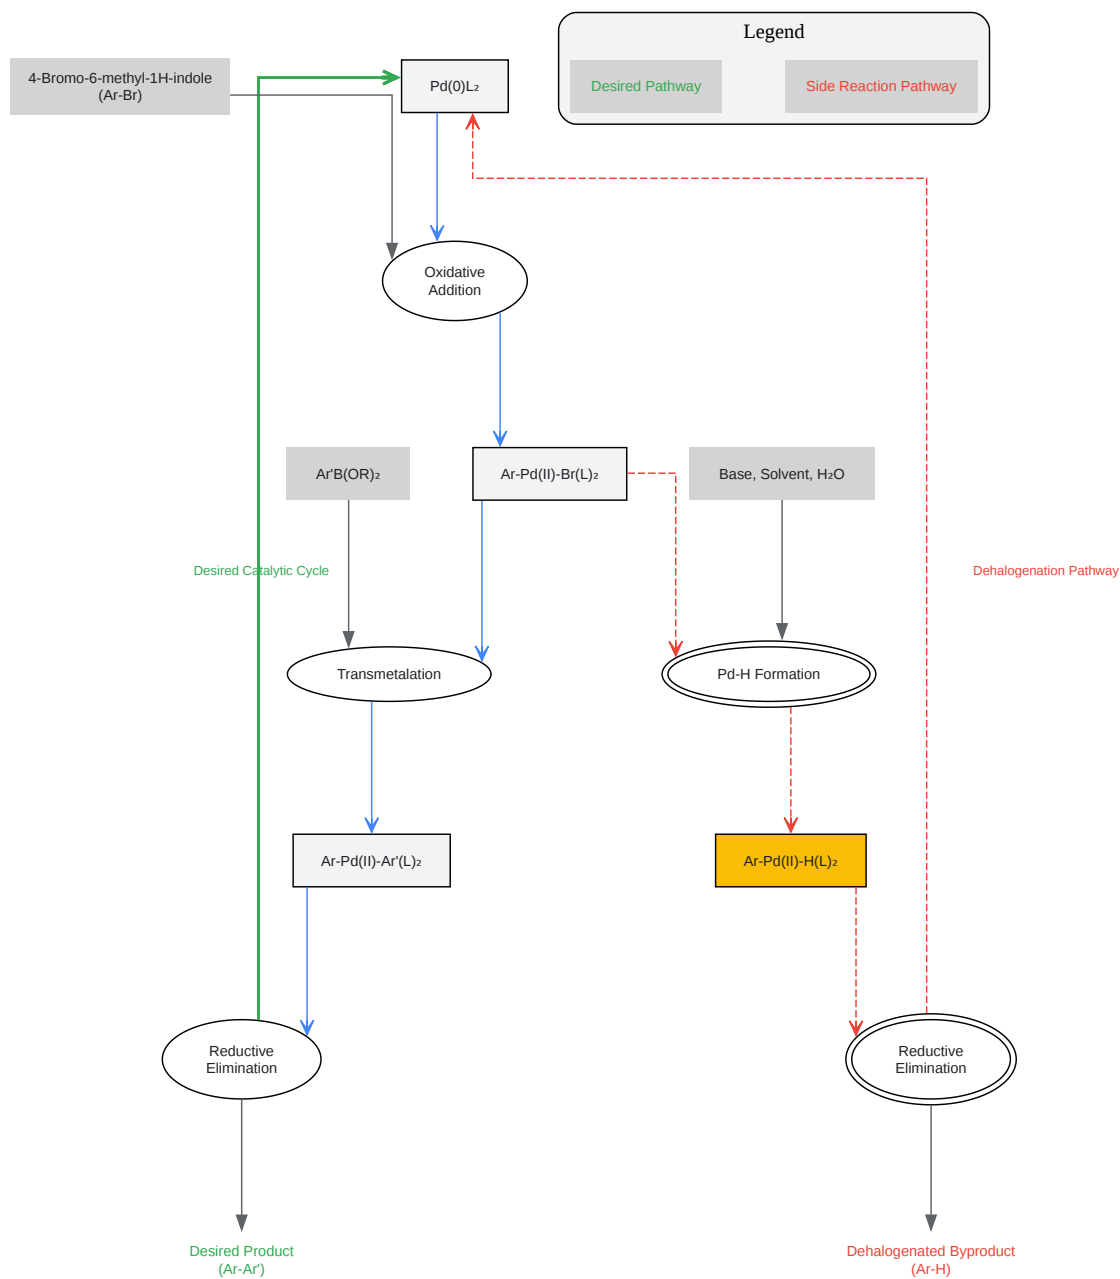 Legend
4-Bromo-6-methyl-1H-indole
(Ar-Br)
Pd(0)L₂
Desired Pathway
Side Reaction Pathway
Oxidative
Addition
Ar'B(OR)₂
Ar-Pd(II)-Br(L)₂
Base, Solvent, H₂O
Desired Catalytic Cycle
Dehalogenation Pathway
Transmetalation
Pd-H Formation
Ar-Pd(II)-Ar'(L)₂
Ar-Pd(II)-H(L)₂
Reductive
Elimination
Reductive
Elimination
Desired Product
(Ar-Ar')
Dehalogenated Byproduct
(Ar-H)